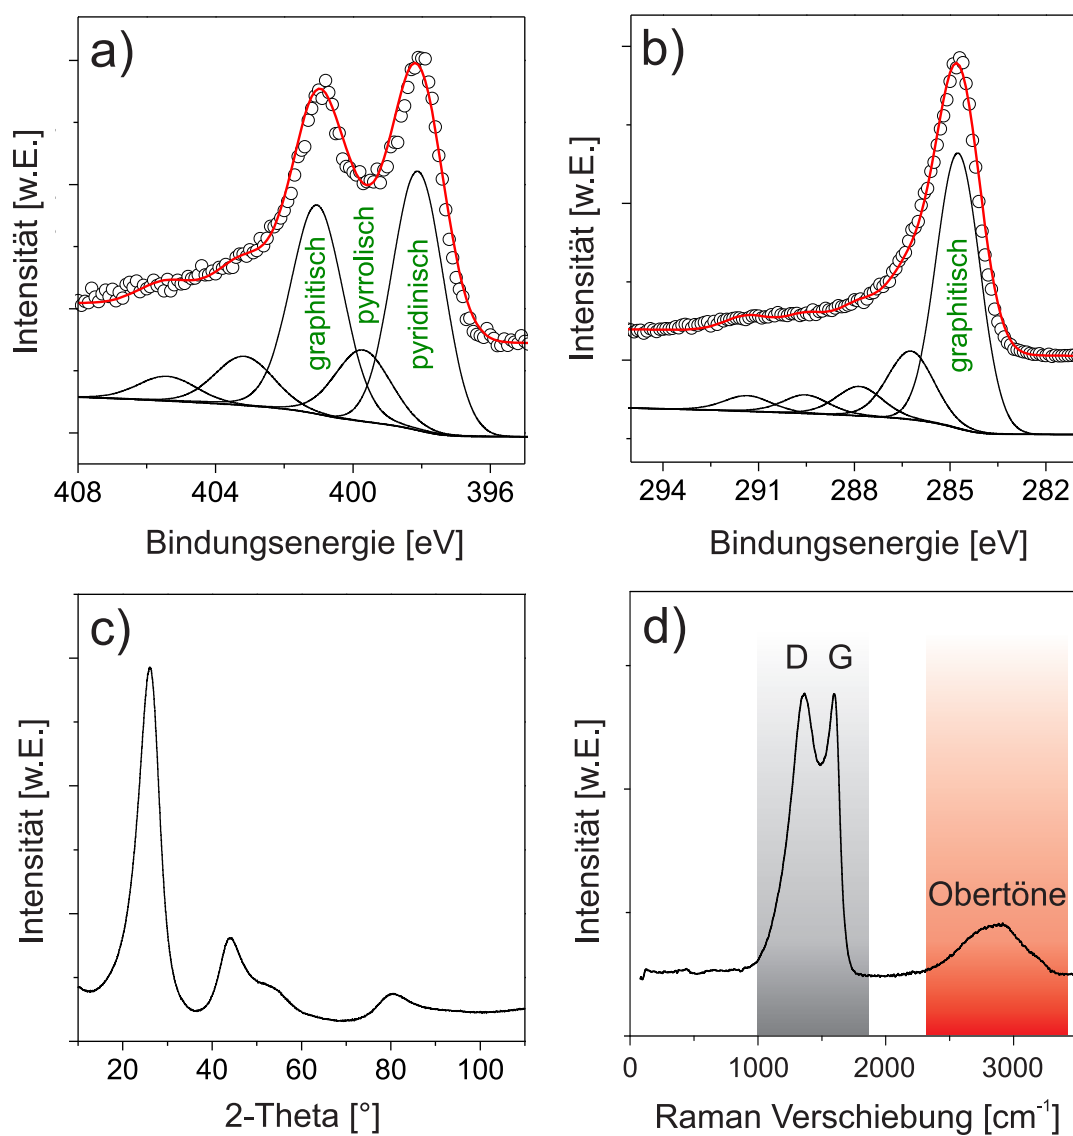 a)
Intensität [w.E.]
graphitisch
pyrrolisch
pyridinisch
408 404 400 396
Bindungsenergie [eV]
b)
Intensität [w.E.]
graphitisch
294 291 288 285 282
Bindungsenergie [eV]
c)
Intensität [w.E.]
20 40 60 80 100
2-Theta [°]
d)
Intensität [w.E.]
D G
Obertöne
0 1000 2000 3000
Raman Verschiebung [cm⁻¹]